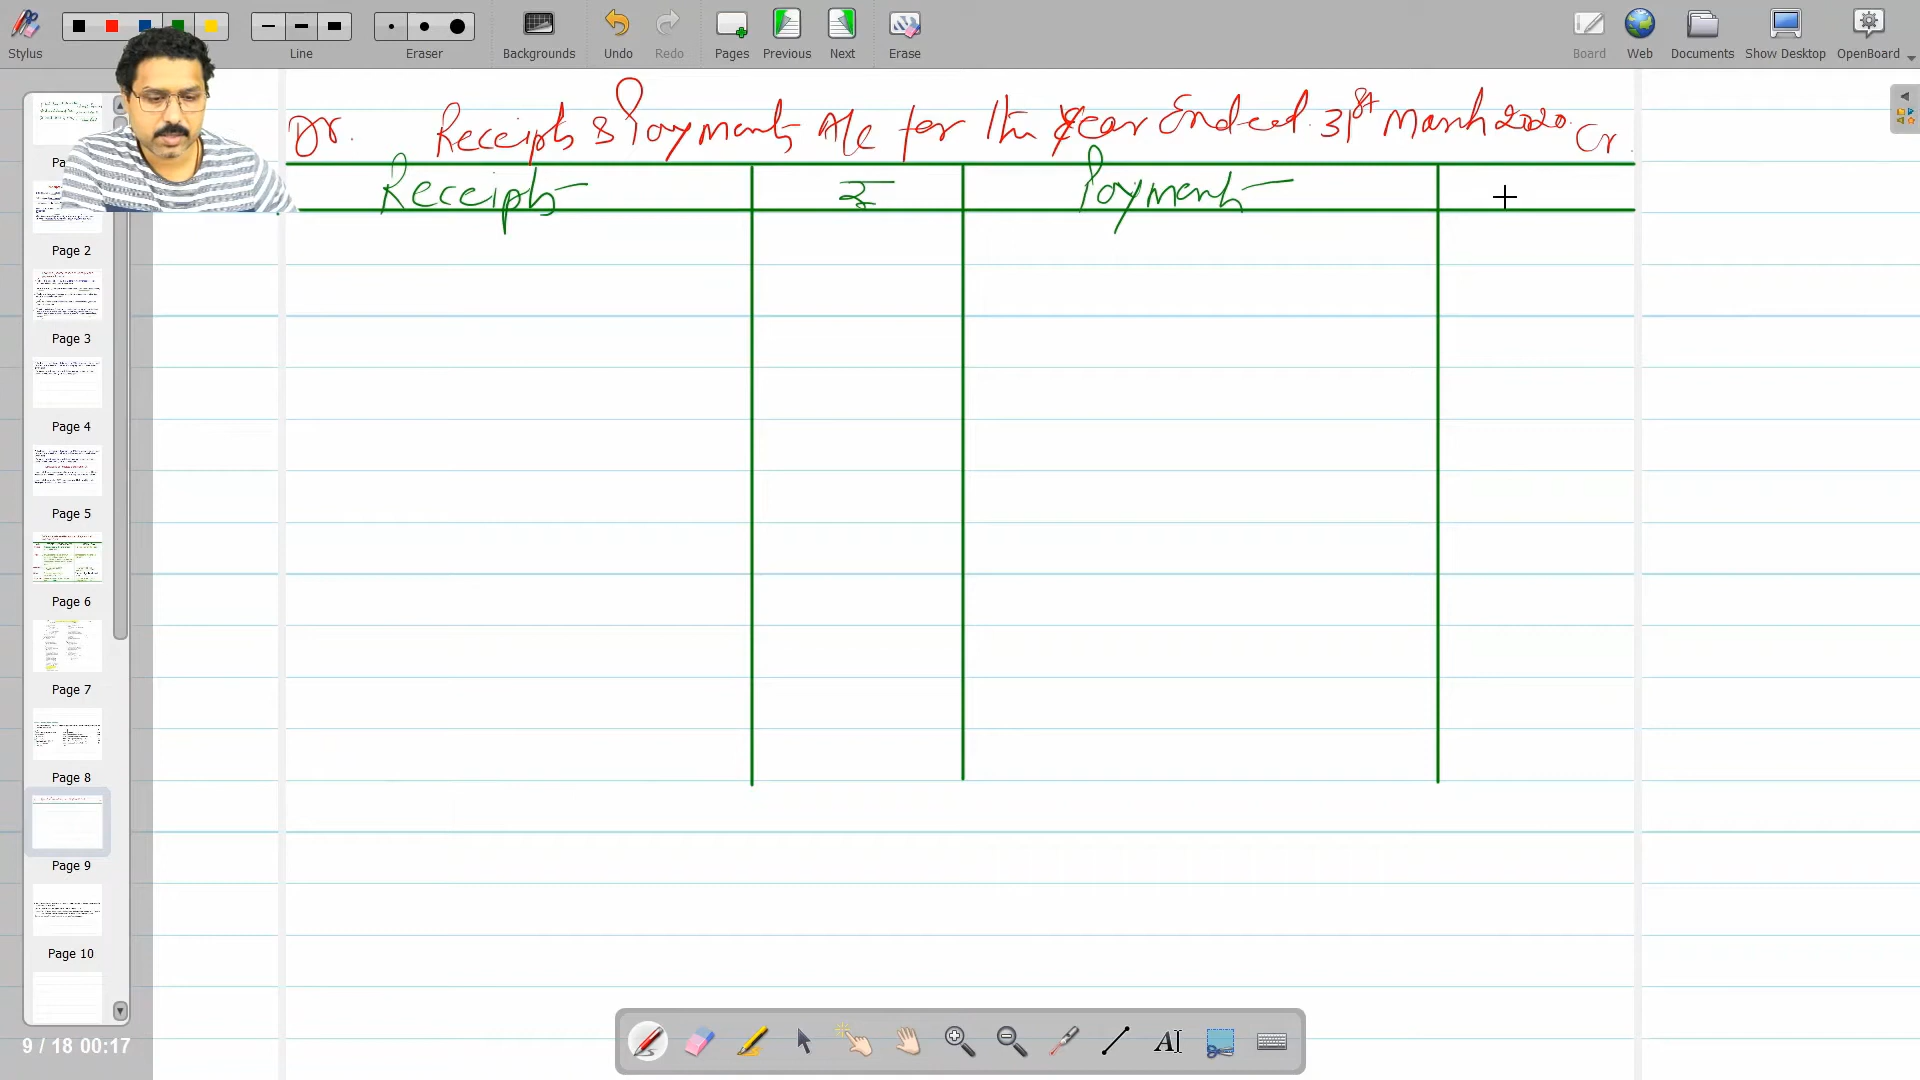 Stylus
Line
Eraser
Backgrounds
Undo
Redo
Pages
Previous
Next
Erase
Board
Web
Documents
Show Desktop
OpenBoard
Dr. Receipts & Payments A/c for the Year Ended 31st March 2020. Cr.
Receipts ₹ Payments
Pa
Page 2
Page 3
Page 4
Page 5
Page 6
Page 7
Page 8
Page 9
Page 10
9 / 18 00:17